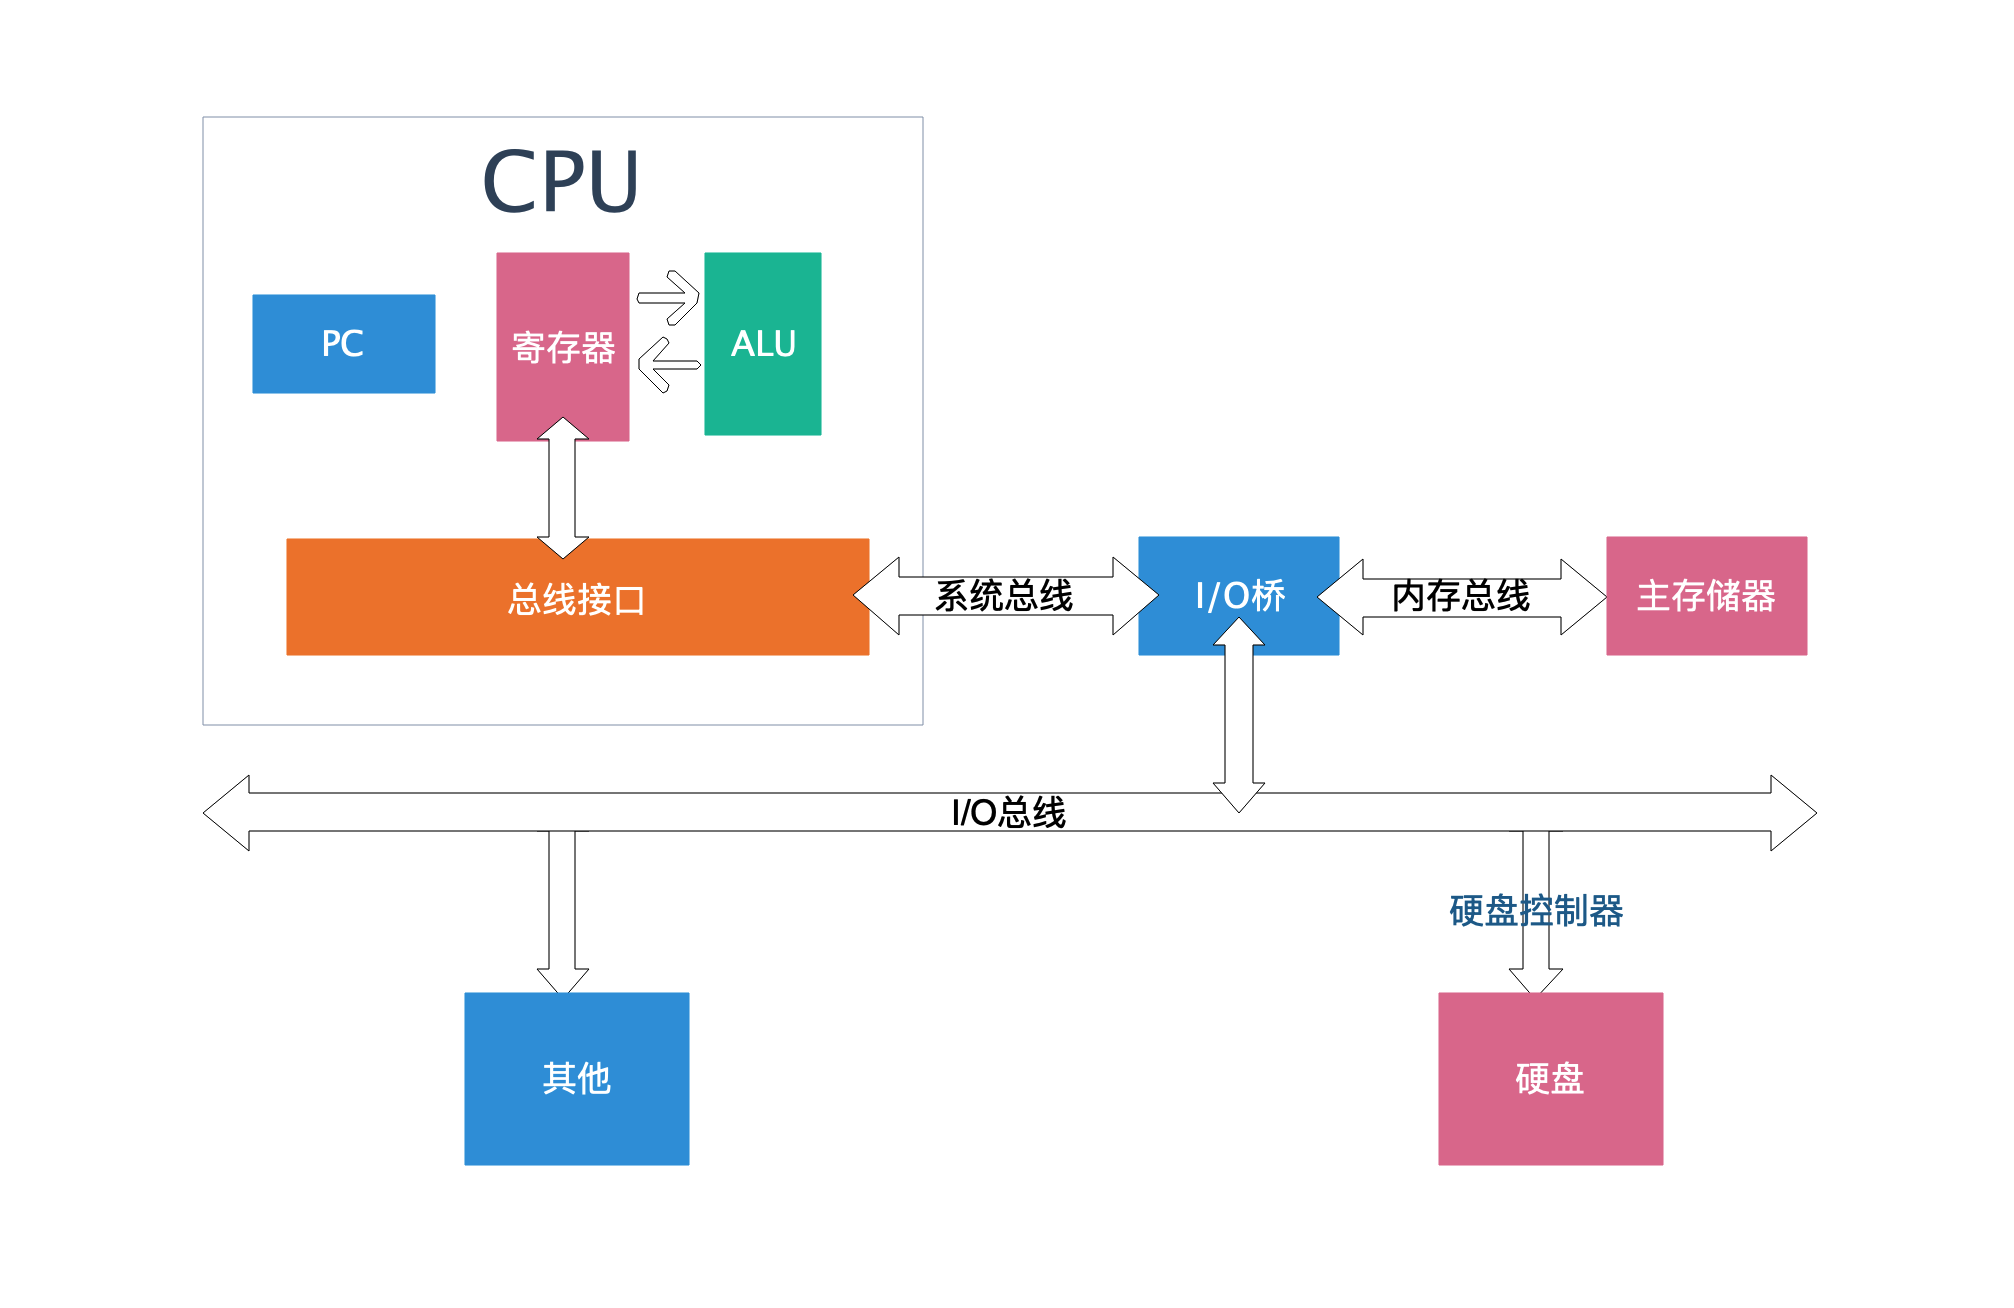 CPU
PC
寄存器
ALU
总线接口
系统总线
I/O桥
内存总线
主存储器
I/O总线
硬盘控制器
其他
硬盘